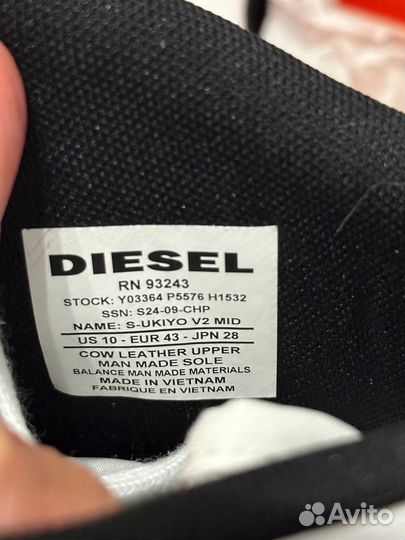 DIESEL
RN 93243
STOCK: Y03364 P5576 H1532
SSN: S24-09-CHP
NAME: S-UKIYO V2 MID
US 10 - EUR 43 - JPN 28
COW LEATHER UPPER
MAN MADE SOLE
BALANCE MAN MADE MATERIALS
MADE IN VIETNAM
FABRIQUE EN VIETNAM
Avito